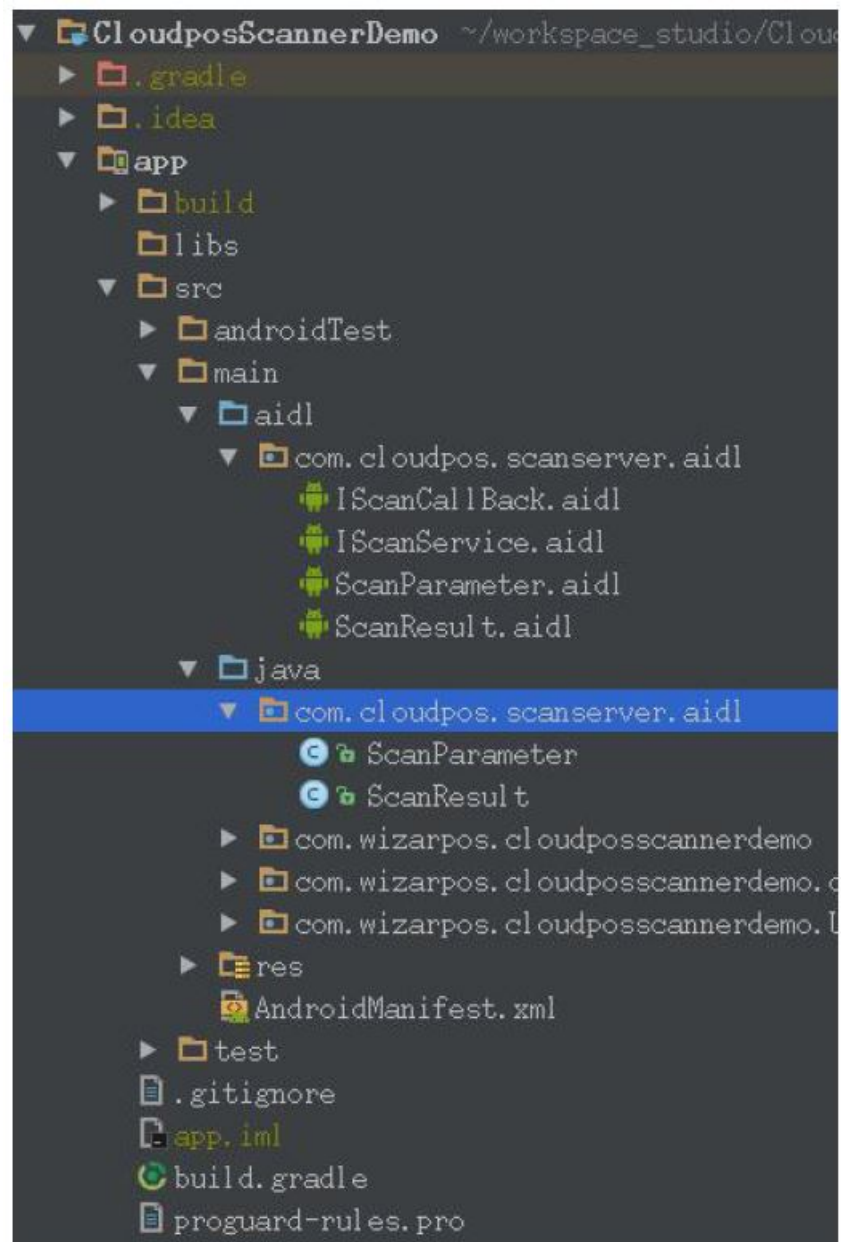 CloudposScannerDemo ~/workspace_studio/Clou
.gradle
.idea
app
build
libs
src
androidTest
main
aidl
com.cloudpos.scanserver.aidl
IScanCallBack.aidl
IScanService.aidl
ScanParameter.aidl
ScanResult.aidl
java
com.cloudpos.scanserver.aidl
ScanParameter
ScanResult
com.wizarpos.cloudposscannerdemo
com.wizarpos.cloudposscannerdemo.
com.wizarpos.cloudposscannerdemo.
res
AndroidManifest.xml
test
.gitignore
app.iml
build.gradle
proguard-rules.pro